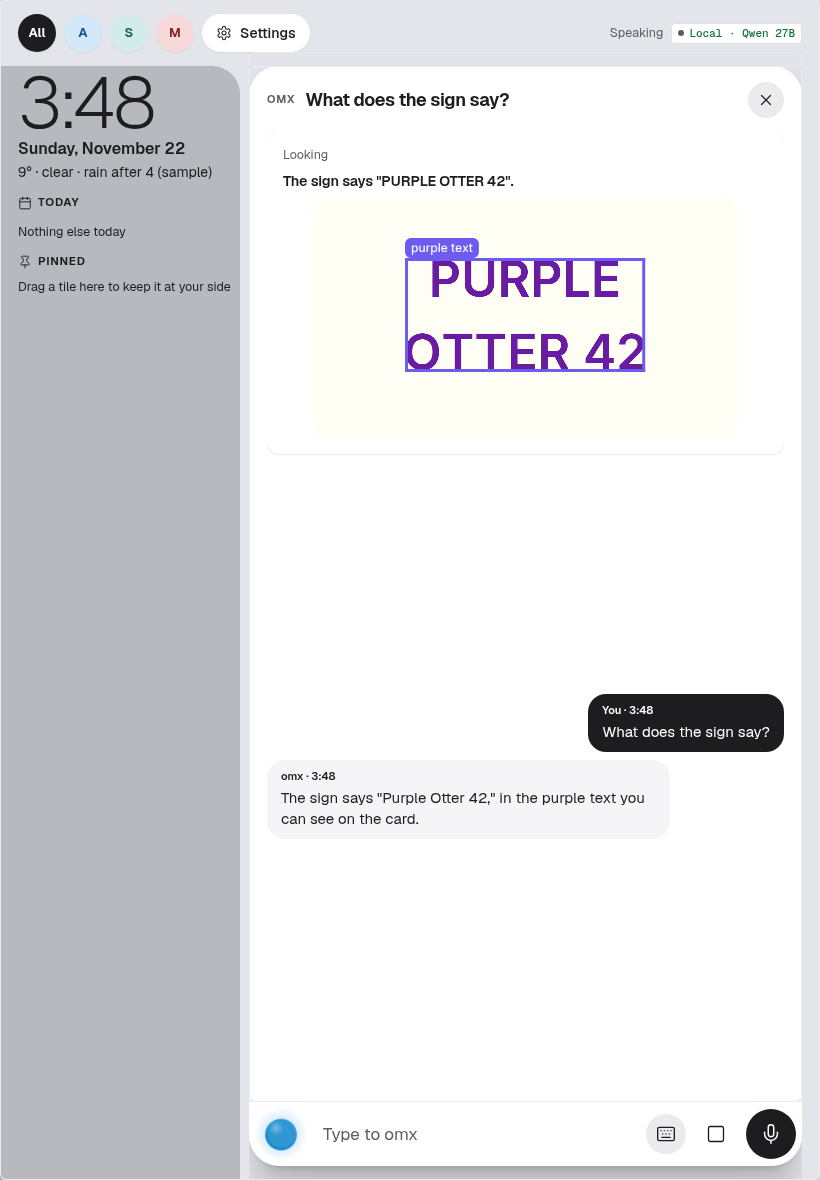 All A S M Settings
Speaking Local · Qwen 27B
3:48
Sunday, November 22
9° · clear · rain after 4 (sample)
TODAY
Nothing else today
PINNED
Drag a tile here to keep it at your side
OMX What does the sign say?
Looking
The sign says "PURPLE OTTER 42".
purple text
PURPLE
OTTER 42
You · 3:48
What does the sign say?
omx · 3:48
The sign says "Purple Otter 42," in the purple text you
can see on the card.
Type to omx